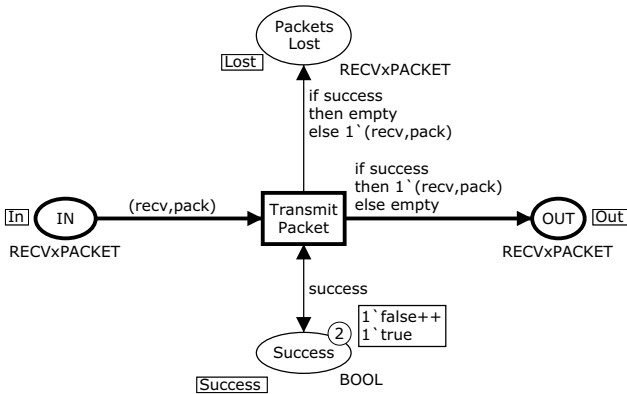 Packets
Lost
Lost
RECVxPACKET
if success
then empty
else 1`(recv,pack)
if success
then 1`(recv,pack)
else empty
In
IN
(recv,pack)
Transmit
Packet
OUT
Out
RECVxPACKET
RECVxPACKET
success
2
1`false++
1`true
Success
Success
BOOL